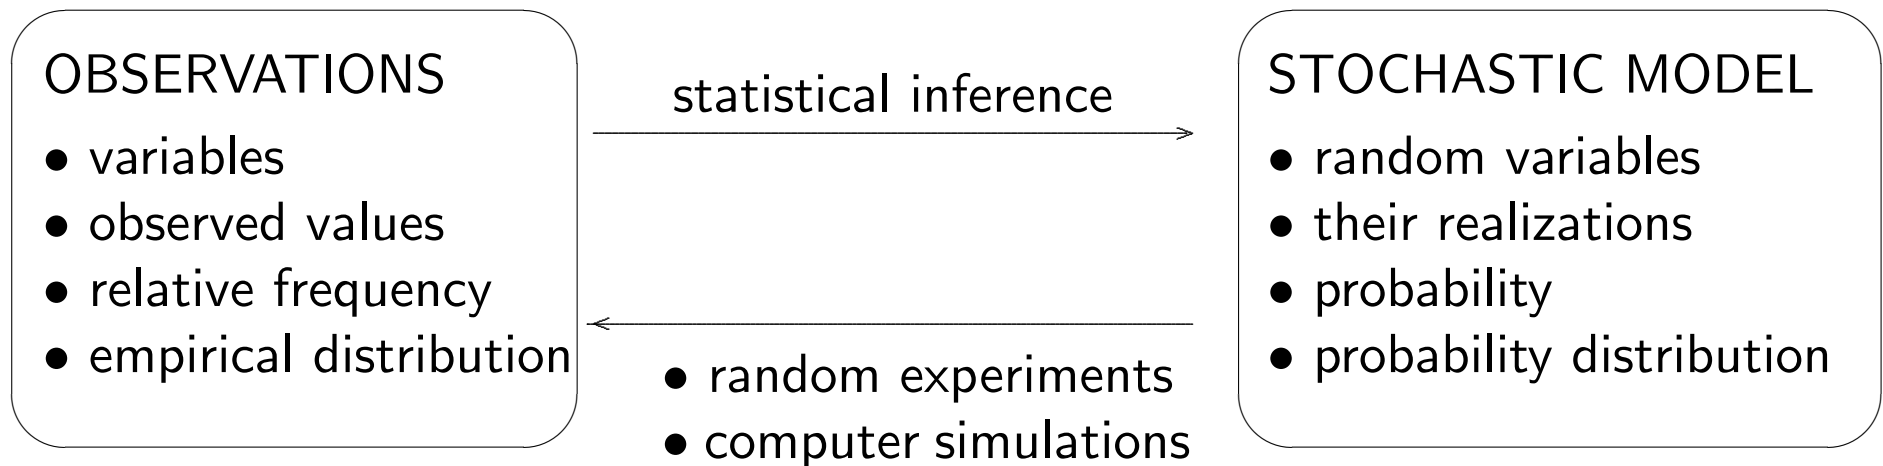 OBSERVATIONS
• variables
• observed values
• relative frequency
• empirical distribution
statistical inference
• random experiments
• computer simulations
STOCHASTIC MODEL
• random variables
• their realizations
• probability
• probability distribution